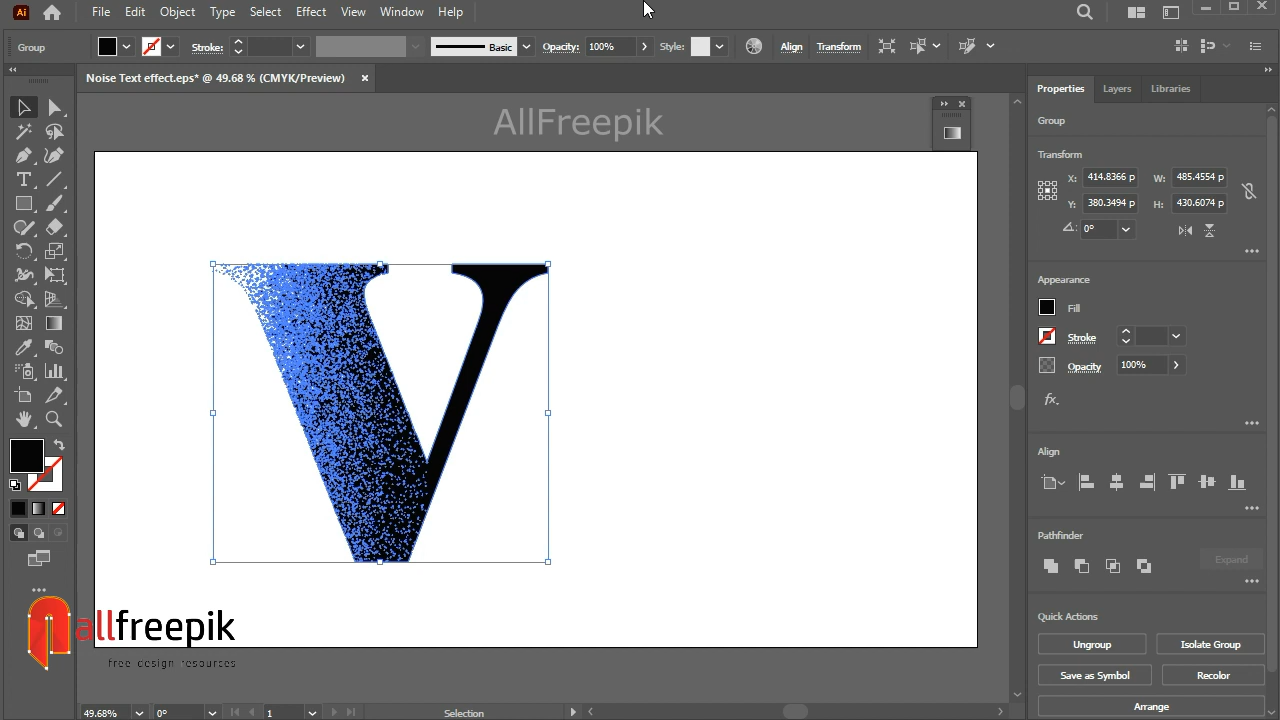 Ai File Edit Object Type Select Effect View Window Help
Group Stroke: Basic Opacity: 100% Style: Align Transform
Noise Text effect.eps* @ 49.68 % (CMYK/Preview) ×
AllFreepik
V
allfreepik
free design resources
49.68% 0° 1 Selection
Properties Layers Libraries
Group
Transform
X: 414.8366 p W: 485.4554 p
Y: 380.3494 p H: 430.6074 p
0°
Appearance
Fill
Stroke
Opacity 100%
fx.
Align
Pathfinder
Expand
Quick Actions
Ungroup Isolate Group
Save as Symbol Recolor
Arrange